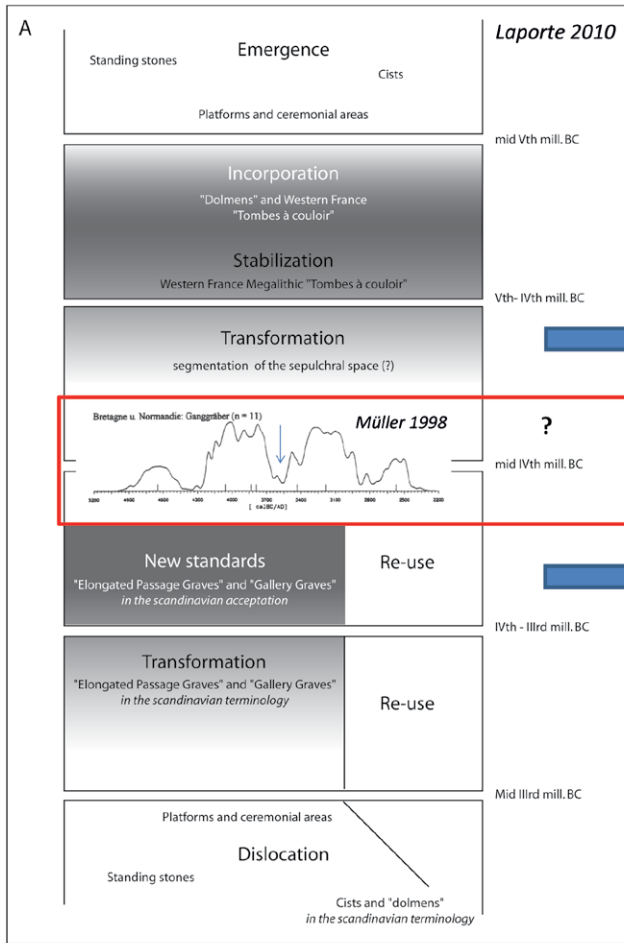 A
Laporte 2010
Emergence
Standing stones
Cists
Platforms and ceremonial areas
mid Vth mill. BC
Incorporation
"Dolmens" and Western France
"Tombes à couloir"
Stabilization
Western France Megalithic "Tombes à couloir"
Vth- IVth mill. BC
Transformation
segmentation of the sepulchral space (?)
Bretagne u. Normandie: Ganggräber (n = 11)
Müller 1998
?
mid IVth mill. BC
[ calBC/AD]
New standards
"Elongated Passage Graves" and "Gallery Graves"
in the scandinavian acceptation
Re-use
IVth - IIIrd mill. BC
Transformation
"Elongated Passage Graves" and "Gallery Graves"
in the scandinavian terminology
Re-use
Mid IIIrd mill. BC
Platforms and ceremonial areas
Dislocation
Standing stones
Cists and "dolmens"
in the scandinavian terminology